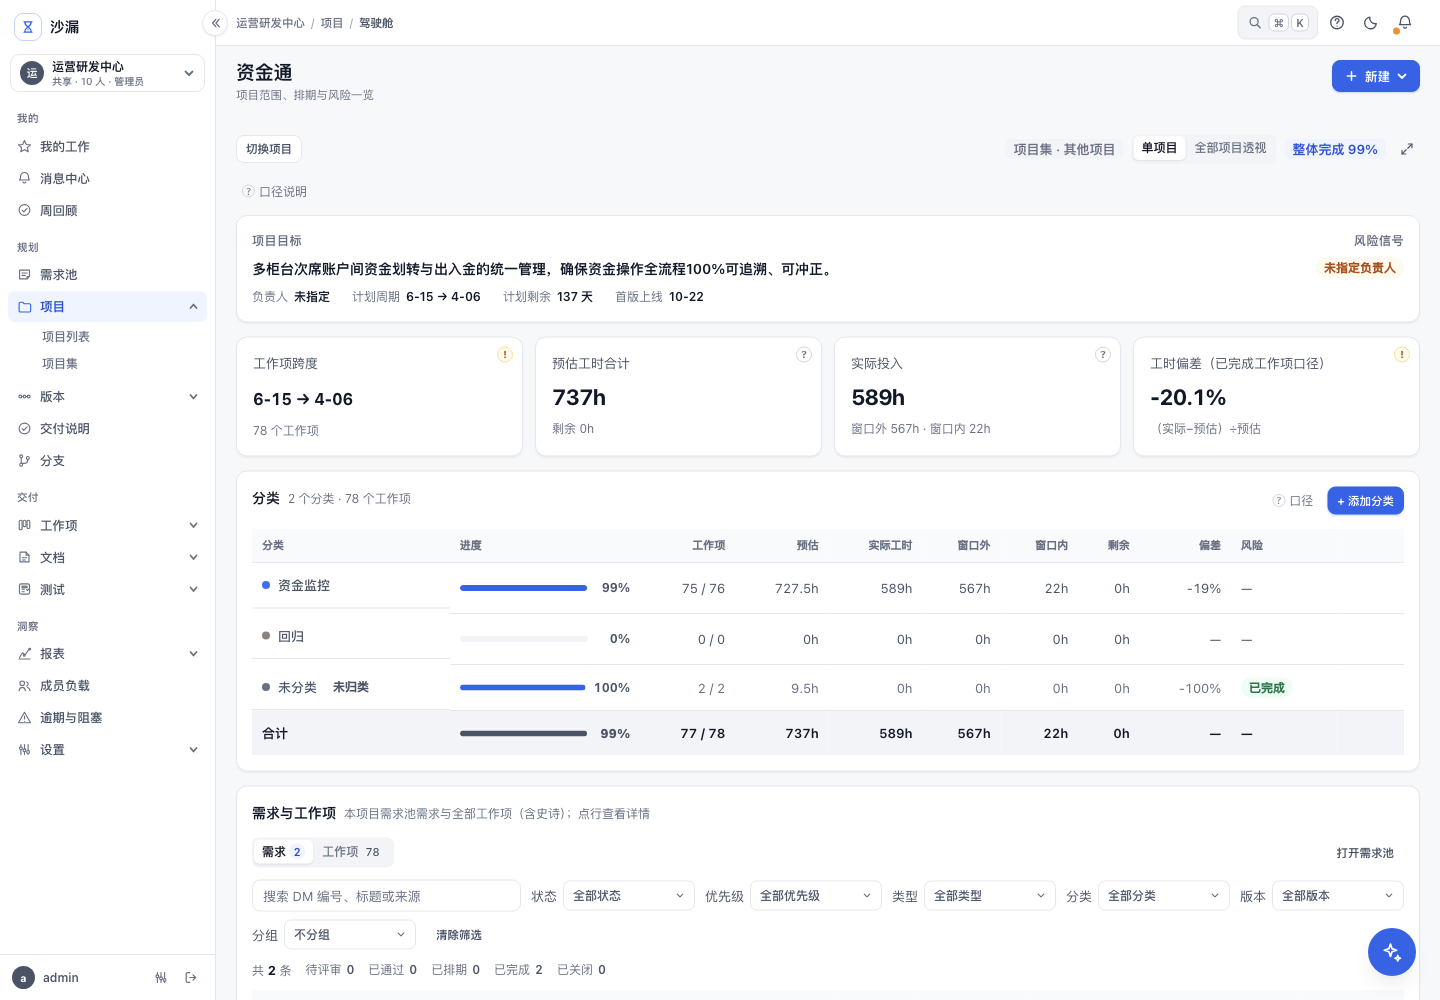 沙漏
运
运营研发中心
共享 · 10 人 · 管理员
我的
我的工作
消息中心
周回顾
规划
需求池
项目
项目列表
项目集
版本
交付说明
分支
交付
工作项
文档
测试
洞察
报表
成员负载
逾期与阻塞
设置
a admin
运营研发中心 / 项目 / 驾驶舱
⌘ K
资金通
项目范围、排期与风险一览
+ 新建
切换项目
项目集 · 其他项目
单项目 全部项目透视
整体完成 99%
? 口径说明
项目目标
风险信号
多柜台次席账户间资金划转与出入金的统一管理，确保资金操作全流程100%可追溯、可冲正。
未指定负责人
负责人 未指定 计划周期 6-15 → 4-06 计划剩余 137 天 首版上线 10-22
工作项跨度 !
6-15 → 4-06
78 个工作项
预估工时合计 ?
737h
剩余 0h
实际投入 ?
589h
窗口外 567h · 窗口内 22h
工时偏差（已完成工作项口径） !
-20.1%
（实际−预估）÷预估
分类 2 个分类 · 78 个工作项
? 口径
+ 添加分类
分类 进度 工作项 预估 实际工时 窗口外 窗口内 剩余 偏差 风险
资金监控 99% 75 / 76 727.5h 589h 567h 22h 0h -19% —
回归 0% 0 / 0 0h 0h 0h 0h 0h — —
未分类 未归类 100% 2 / 2 9.5h 0h 0h 0h 0h -100% 已完成
合计 99% 77 / 78 737h 589h 567h 22h 0h — —
需求与工作项 本项目需求池需求与全部工作项（含史诗）；点行查看详情
需求 2 工作项 78
打开需求池
搜索 DM 编号、标题或来源 状态 全部状态 优先级 全部优先级 类型 全部类型 分类 全部分类 版本 全部版本
分组 不分组 清除筛选
共 2 条 待评审 0 已通过 0 已排期 0 已完成 2 已关闭 0